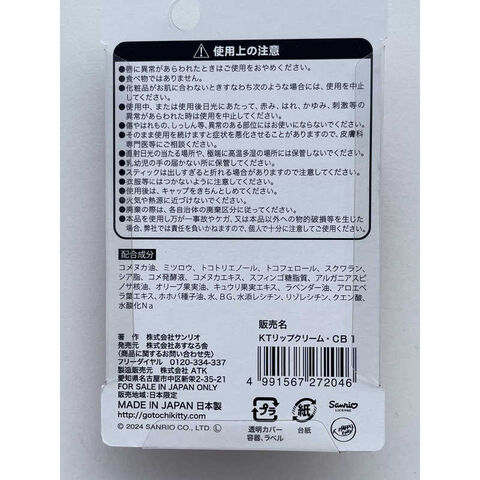 使用上の注意
●唇に異常があらわれたときはご使用をおやめください。
●食べ物ではありません。
●化粧品がお肌に合わないときすなわち次のような場合には、使用を中止
してください。
●使用中、または使用後日光にあたって、赤み、はれ、かゆみ、刺激等の
異常があらわれた時は使用を中止してください。
●傷やはれもの、しっしん等、異常のある部位にはお使いにならないでください。
●そのまま使用を続けますと症状を悪化させることがありますので、皮膚科
専門医等にご相談ください。
●直射日光の当たる場所や、極端に高温多湿の場所には保管しないでください。
●乳幼児の手の届かない所に保管してください。
●スティックは出しすぎると折れる場合がありますので注意してください。
●衣服等にはつかないように注意してください。
●使用後は、キャップをきちんとしめてください。
●火気や熱源に近づけないでください。
●廃棄の際は、各自治体の廃棄区分に従ってください。
●本品を使用し万が一事故やケガ、又は本品以外への物的破損等を生じた
場合、弊社では責任を負いかねますので、個人で十分に注意してご使用ください。
配合成分
コメヌカ油、ミツロウ、トコトリエノール、トコフェロール、スクワラン、
シア脂、コメ発酵液、コメヌカエキス、スフィンゴ糖脂質、アルガニアスピ
ノサ核油、オリーブ果実油、キュウリ果実エキス、ラベンダー油、アロエベ
ラ葉エキス、ホホバ種子油、水、BG、水添レシチン、リゾレシチン、クエン酸、
水酸化Na
販売名
KTリップクリーム・CB 1
著作 株式会社サンリオ
発売元 株式会社あすなろ舎
〈商品に関するお問い合わせ先〉
フリーダイヤル 0120-334-337
製造販売元 株式会社 ATK
愛知県名古屋市中区新栄2-35-21
FOR SALE IN JAPAN ONLY
販売地域:日本限定
MADE IN JAPAN 日本製
http://gotochikitty.com/
© 2024 SANRIO CO., LTD. Ⓛ
4 991567 272046
プラ
透明カバー
容器、ラベル
紙
台紙
Sanrio
LICENSE